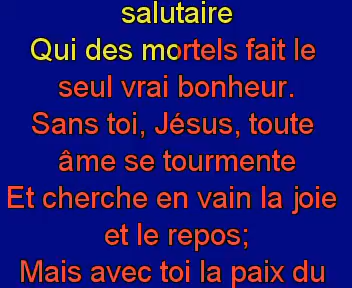 salutaire
Qui des mortels fait le
seul vrai bonheur.
Sans toi, Jésus, toute
âme se tourmente
Et cherche en vain la joie
et le repos;
Mais avec toi la paix du